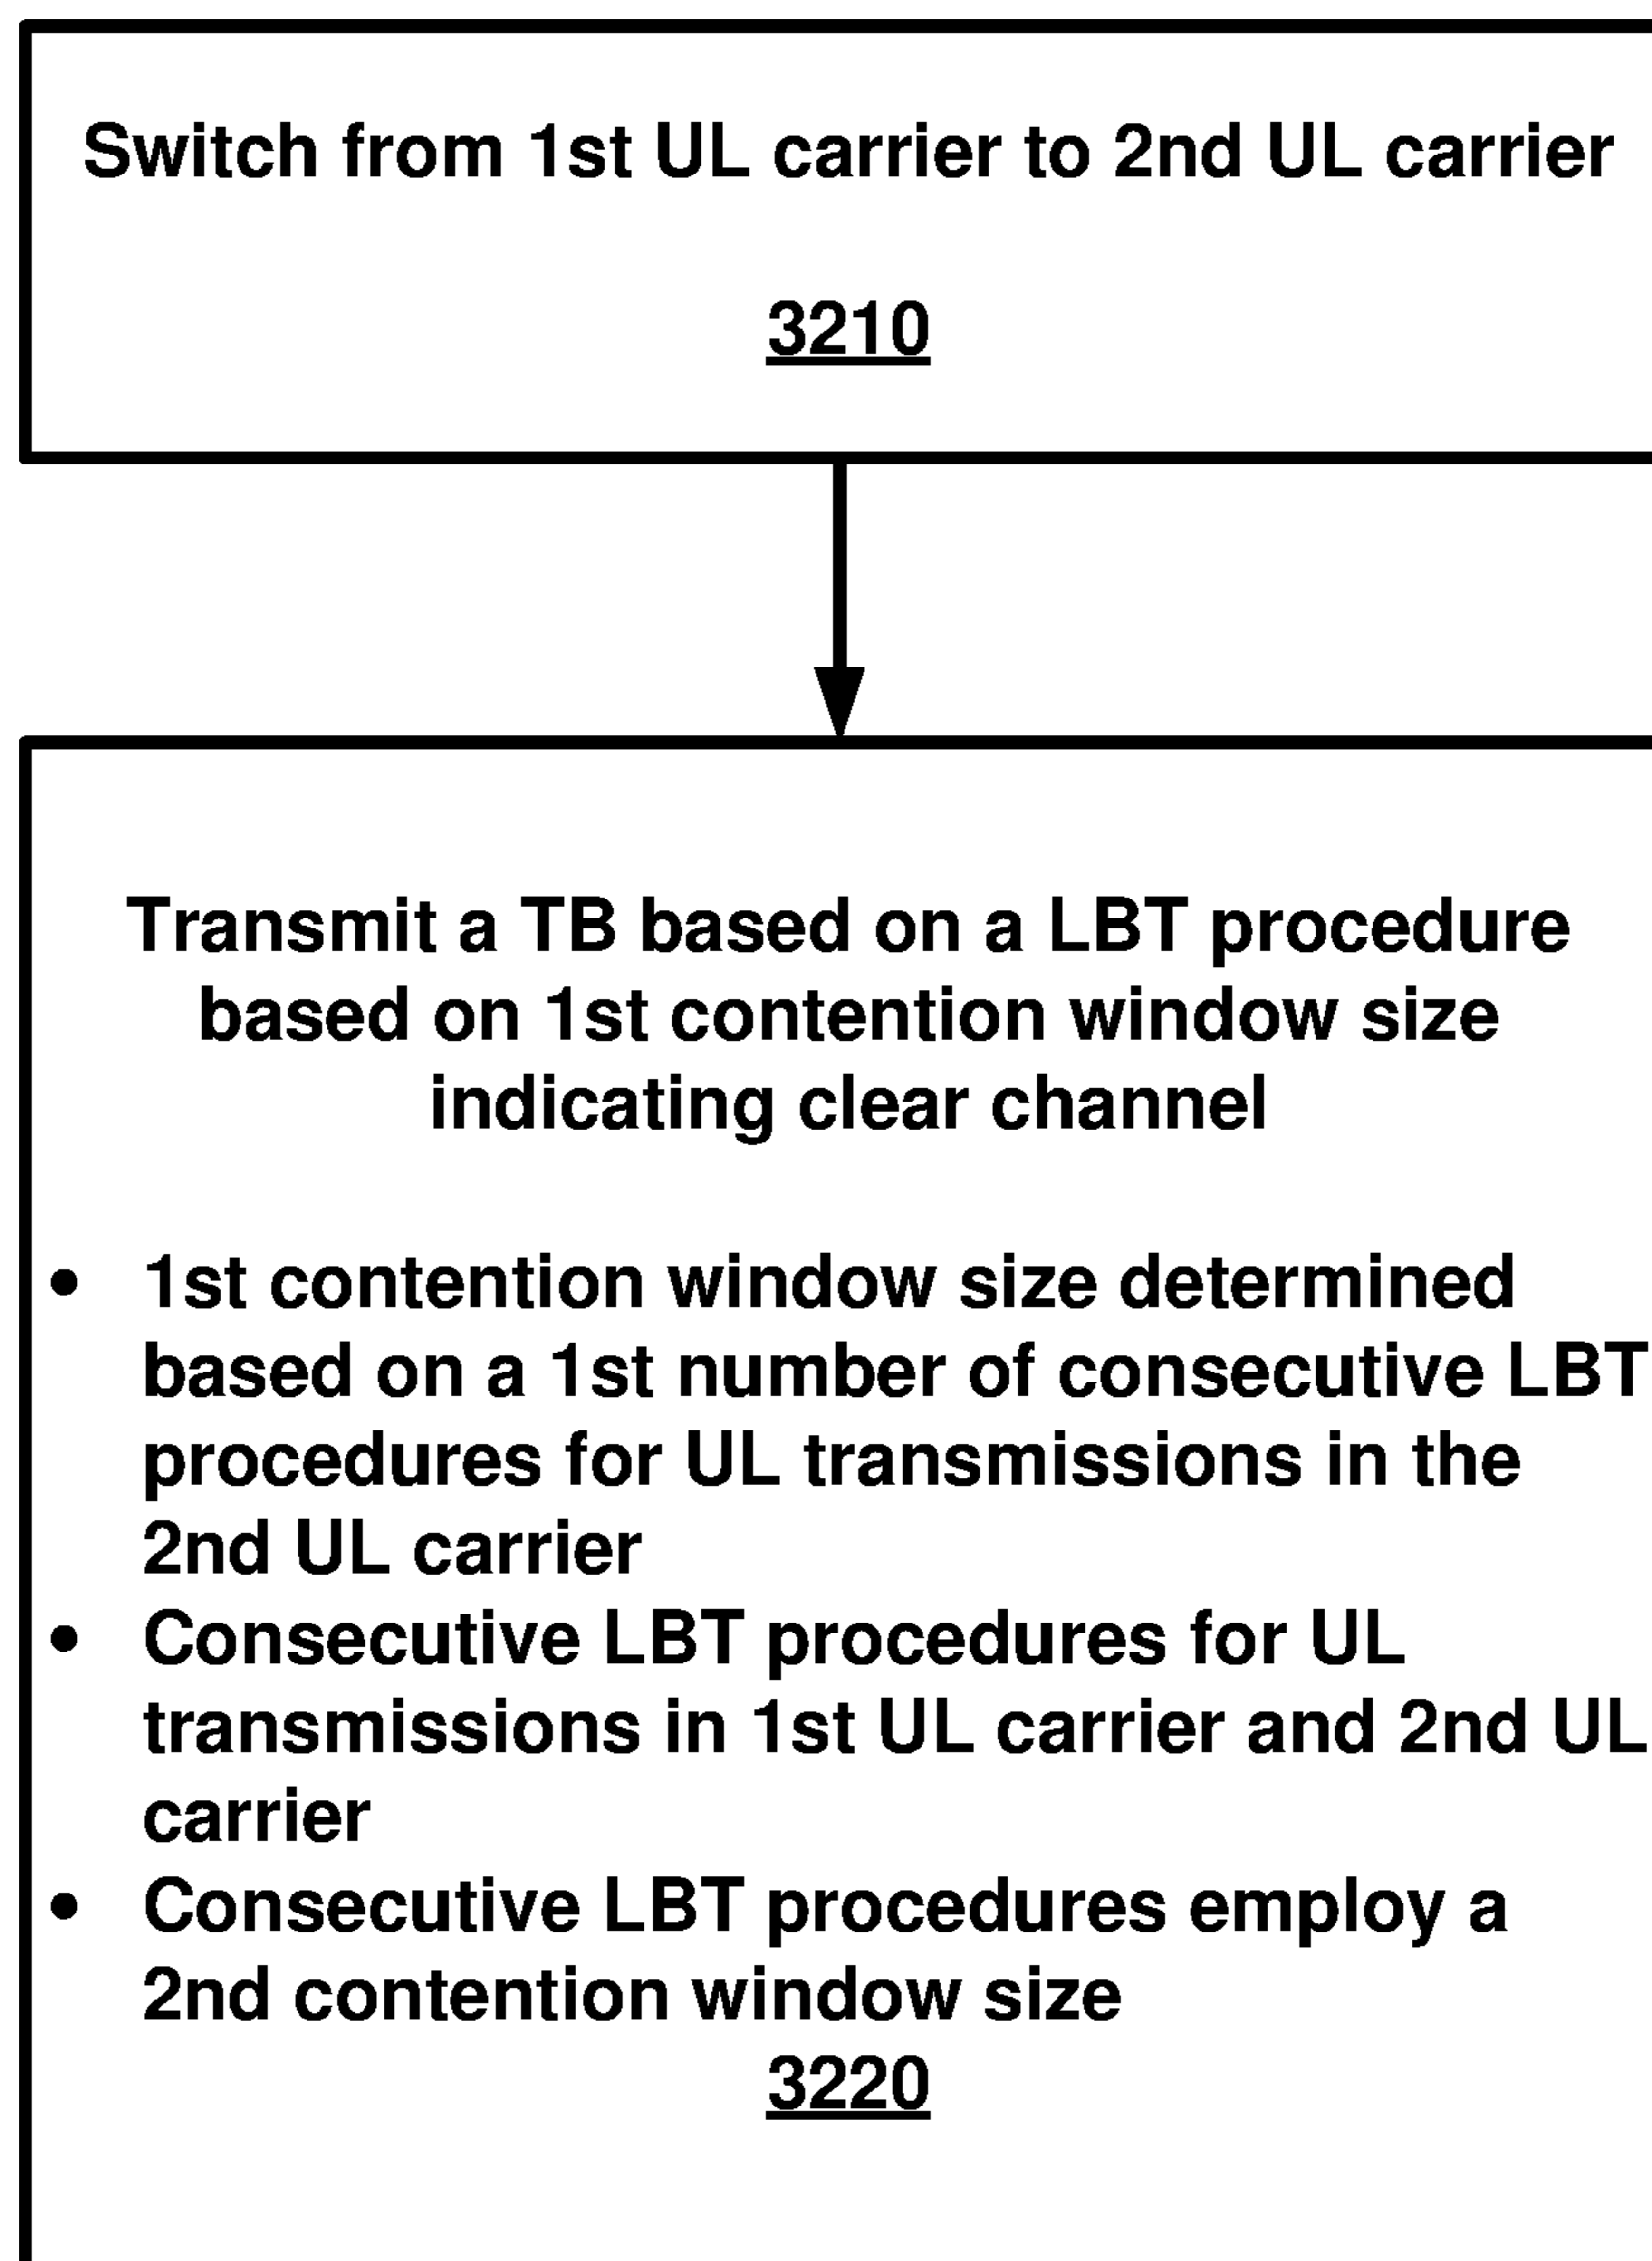 Switch from 1st UL carrier to 2nd UL carrier
3210
Transmit a TB based on a LBT procedure
based on 1st contention window size
indicating clear channel
• 1st contention window size determined
based on a 1st number of consecutive LBT
procedures for UL transmissions in the
2nd UL carrier
• Consecutive LBT procedures for UL
transmissions in 1st UL carrier and 2nd UL
carrier
• Consecutive LBT procedures employ a
2nd contention window size
3220